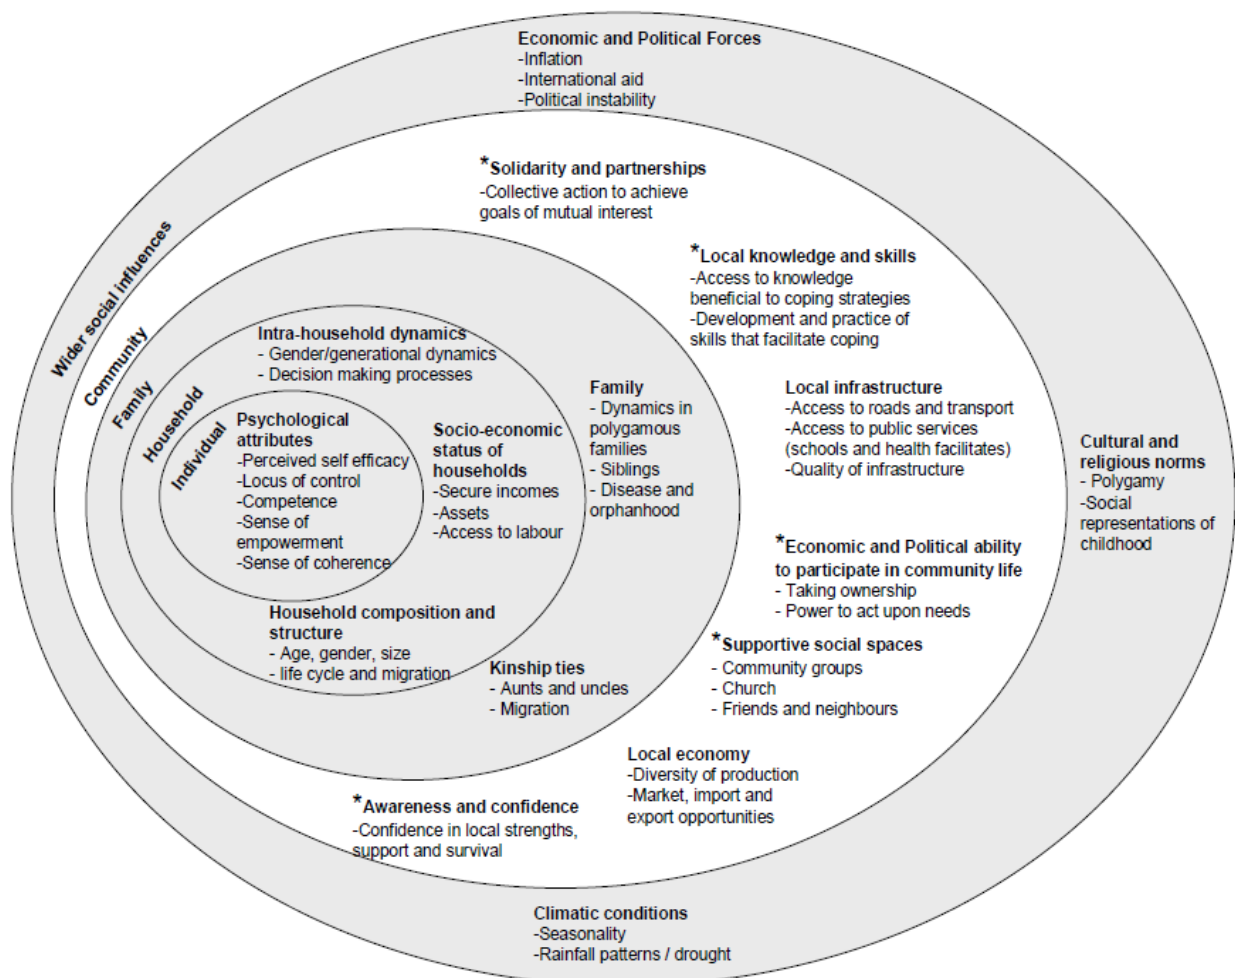 Economic and Political Forces
-Inflation
-International aid
-Political instability
*Solidarity and partnerships
-Collective action to achieve
goals of mutual interest
*Local knowledge and skills
-Access to knowledge
beneficial to coping strategies
-Development and practice of
skills that facilitate coping
Wider social influences
Community
Family
Household
Individual
Intra-household dynamics
- Gender/generational dynamics
- Decision making processes
Psychological
attributes
-Perceived self efficacy
-Locus of control
-Competence
-Sense of
empowerment
-Sense of coherence
Socio-economic
status of
households
-Secure incomes
-Assets
-Access to labour
Family
- Dynamics in
polygamous
families
- Siblings
- Disease and
orphanhood
Local infrastructure
-Access to roads and transport
-Access to public services
(schools and health facilitates)
-Quality of infrastructure
Cultural and
religious norms
- Polygamy
-Social
representations of
childhood
*Economic and Political ability
to participate in community life
- Taking ownership
- Power to act upon needs
Household composition and
structure
- Age, gender, size
- life cycle and migration
Kinship ties
- Aunts and uncles
- Migration
*Supportive social spaces
- Community groups
- Church
- Friends and neighbours
Local economy
-Diversity of production
-Market, import and
export opportunities
*Awareness and confidence
-Confidence in local strengths,
support and survival
Climatic conditions
-Seasonality
-Rainfall patterns / drought